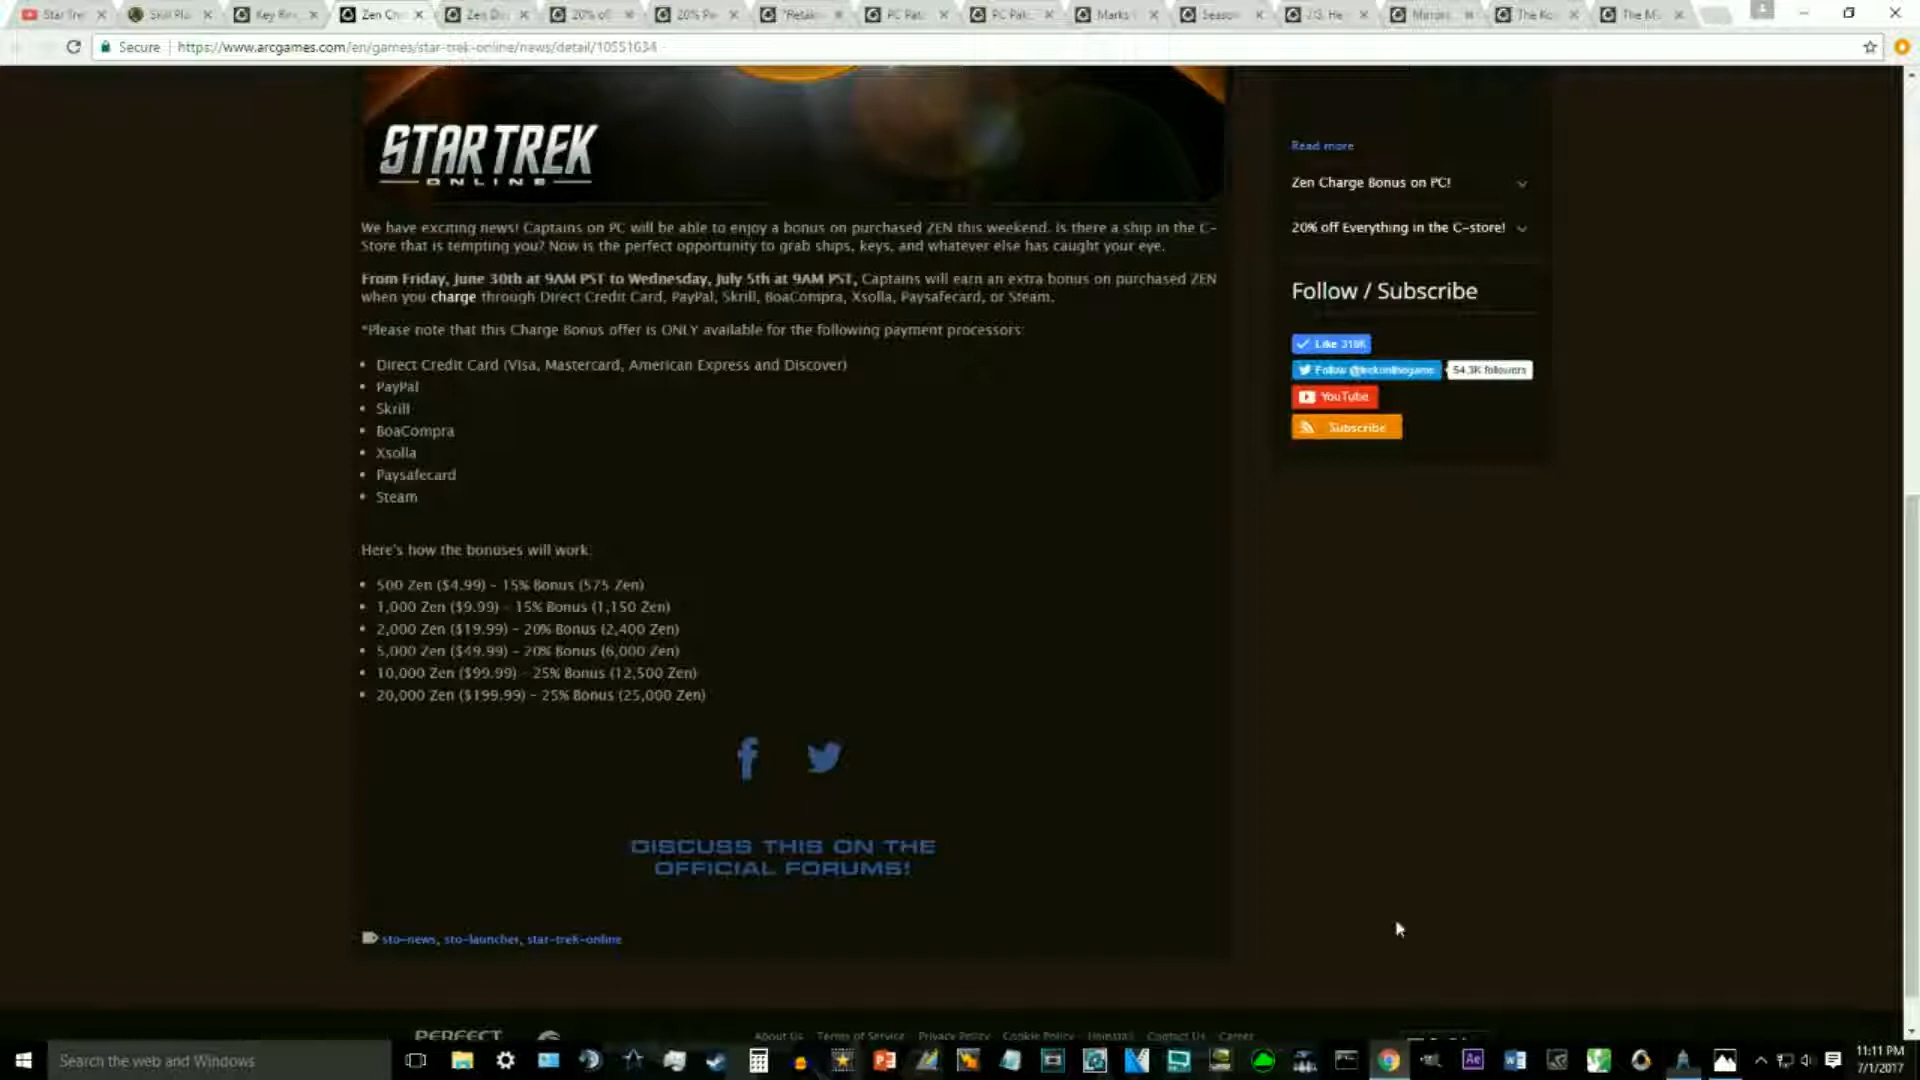 Star Tre
Skill Pla
Zen Ch
20% of
20% P
"Retai
PC Pat
PC Pat
Marks
Season
The Ko
The M
Secure https://www.arcgames.com/en/games/star-trek-online/news/detail/10551634
STAR TREK
ONLINE
We have exciting news! Captains on PC will be able to enjoy a bonus on purchased ZEN this weekend. Is there a ship in the C-
Store that is tempting you? Now is the perfect opportunity to grab ships, keys, and whatever else has caught your eye.
From Friday, June 30th at 9AM PST to Wednesday, July 5th at 9AM PST, Captains will earn an extra bonus on purchased ZEN
when you charge through Direct Credit Card, PayPal, Skrill, BoaCompra, Xsolla, Paysafecard, or Steam.
*Please note that this Charge Bonus offer is ONLY available for the following payment processors:
• Direct Credit Card (Visa, Mastercard, American Express and Discover)
• PayPal
• Skrill
• BoaCompra
• Xsolla
• Paysafecard
• Steam
Here's how the bonuses will work:
• 500 Zen ($4.99) – 15% Bonus (575 Zen)
• 1,000 Zen ($9.99) – 15% Bonus (1,150 Zen)
• 2,000 Zen ($19.99) – 20% Bonus (2,400 Zen)
• 5,000 Zen ($49.99) – 20% Bonus (6,000 Zen)
• 10,000 Zen ($99.99) – 25% Bonus (12,500 Zen)
• 20,000 Zen ($199.99) – 25% Bonus (25,000 Zen)
DISCUSS THIS ON THE
OFFICIAL FORUMS!
sto-news, sto-launcher, star-trek-online
Read more
Zen Charge Bonus on PC!
20% off Everything in the C-store!
Follow / Subscribe
Like 318K
Follow @trekonlinegame 54.3K followers
YouTube
Subscribe
PERFECT
About Us Terms of Service Privacy Policy Cookie Policy Uninstall Contact Us Career
Search the web and Windows
11:11 PM
7/1/2017